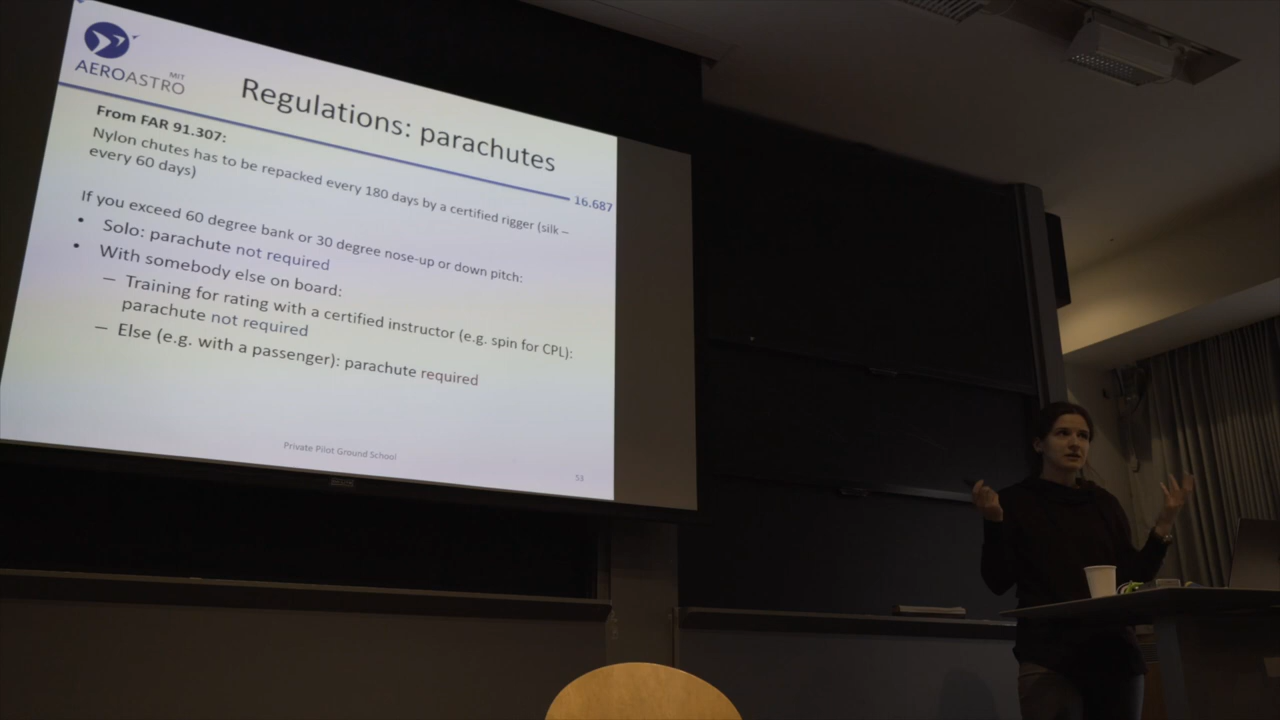 MIT
AEROASTRO
Regulations: parachutes
16.687
From FAR 91.307:
Nylon chutes has to be repacked every 180 days by a certified rigger (silk –
every 60 days)
If you exceed 60 degree bank or 30 degree nose-up or down pitch:
• Solo: parachute not required
• With somebody else on board:
– Training for rating with a certified instructor (e.g. spin for CPL):
parachute not required
– Else (e.g. with a passenger): parachute required
Private Pilot Ground School
53